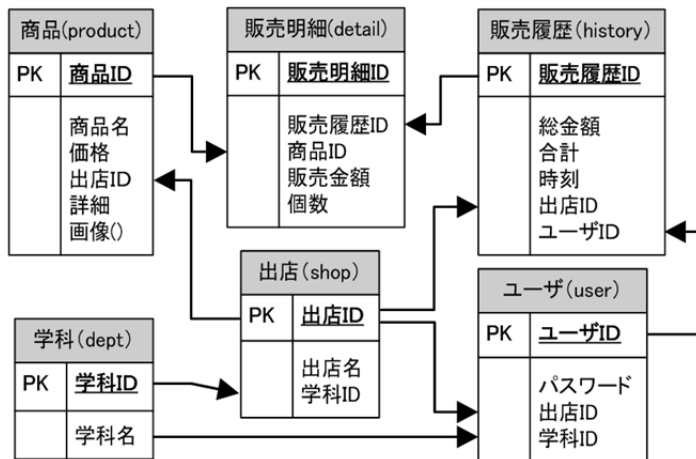 商品(product)
PK 商品ID
商品名
価格
出店ID
詳細
画像()
販売明細(detail)
PK 販売明細ID
販売履歴ID
商品ID
販売金額
個数
販売履歴(history)
PK 販売履歴ID
総金額
合計
時刻
出店ID
ユーザID
出店(shop)
PK 出店ID
出店名
学科ID
ユーザ(user)
PK ユーザID
パスワード
出店ID
学科ID
学科(dept)
PK 学科ID
学科名